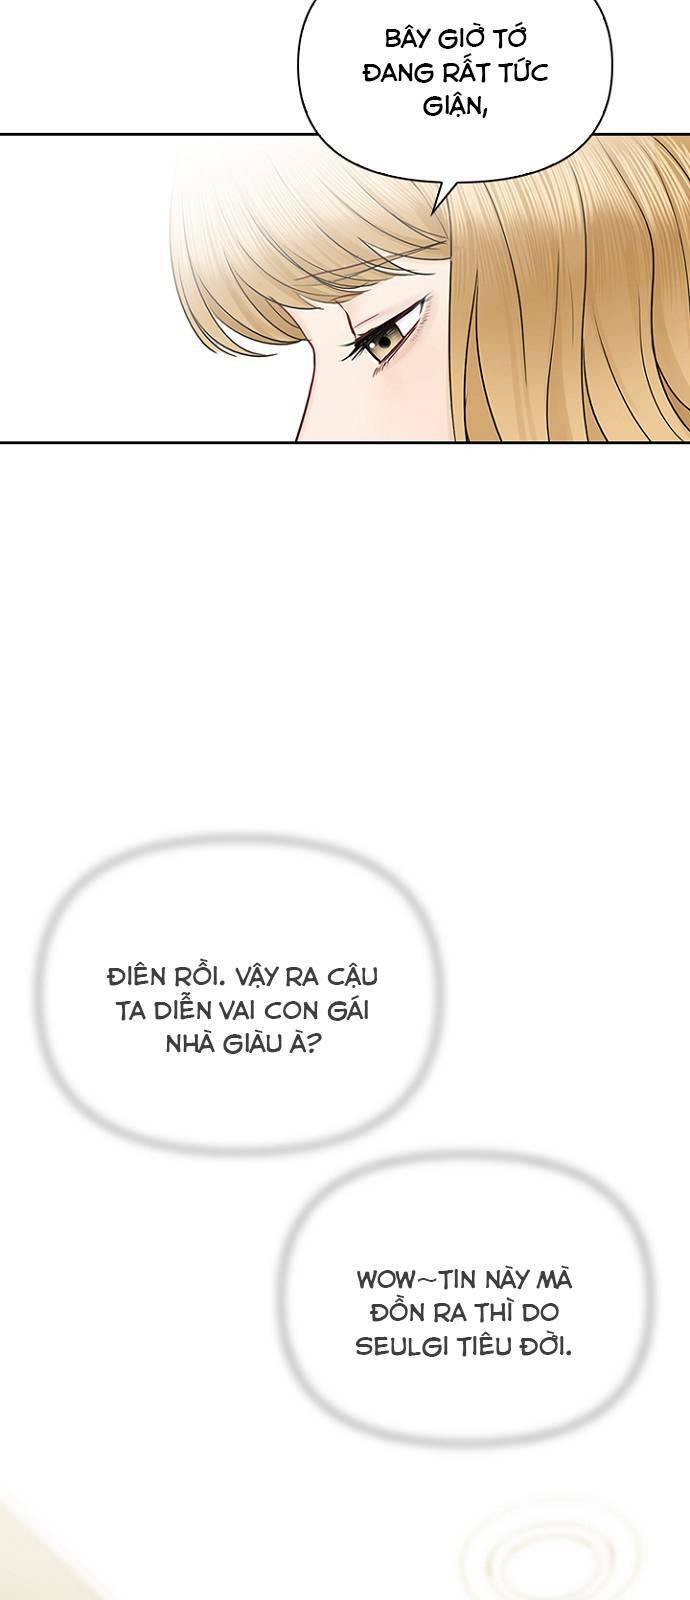 BÂY GIỜ TỚ
ĐANG RẤT TỨC
GIẬN,
ĐIÊN RỒI. VẬY RA CẬU
TA DIỄN VAI CON GÁI
NHÀ GIÀU À?
WOW~TIN NÀY MÀ
ĐỒN RA THÌ DO
SEULGI TIÊU ĐỜI.